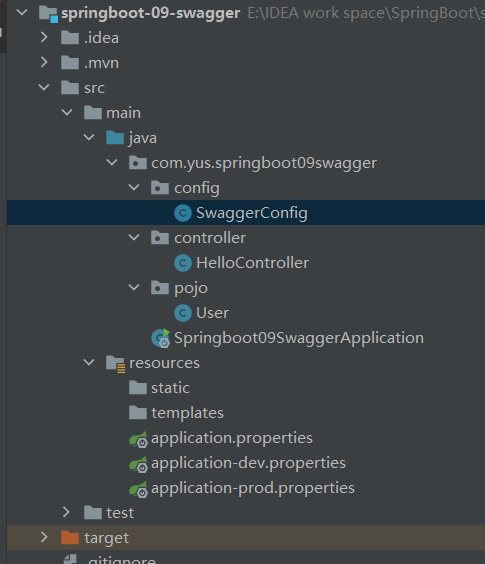 springboot-09-swagger E:\IDEA work space\SpringBoot\s
.idea
.mvn
src
main
java
com.yus.springboot09swagger
config
SwaggerConfig
controller
HelloController
pojo
User
Springboot09SwaggerApplication
resources
static
templates
application.properties
application-dev.properties
application-prod.properties
test
target
.gitignore